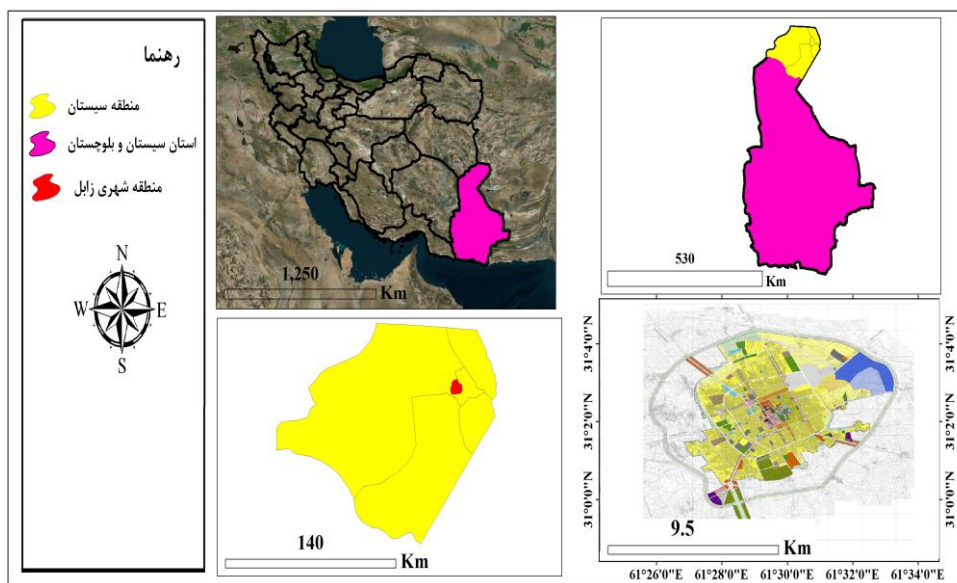 رهنما
منطقه سیستان
استان سیستان و بلوچستان
منطقه شهری زابل
N
W E
S
1,250
Km
530
Km
140
Km
9.5
Km
31°4'0"N
31°2'0"N
31°0'0"N
31°4'0"N
31°2'0"N
31°0'0"N
61°26'0"E 61°28'0"E 61°30'0"E 61°32'0"E 61°34'0"E